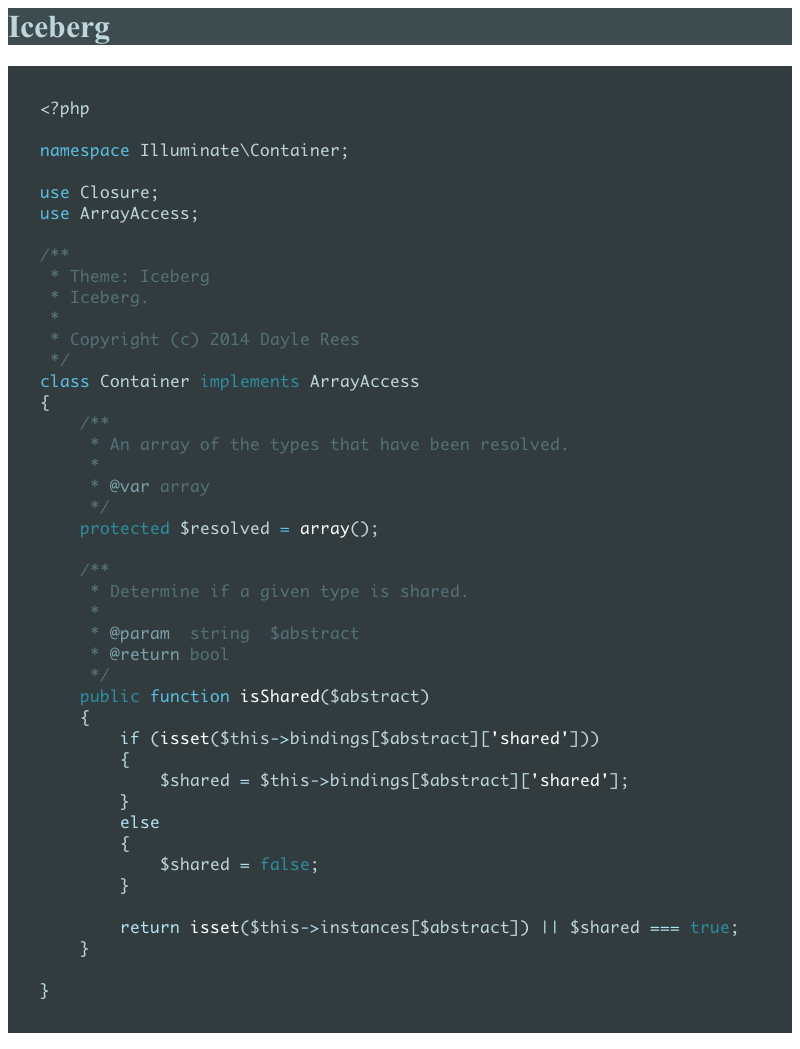 Iceberg
<?php
namespace Illuminate\Container;
use Closure;
use ArrayAccess;
/**
 * Theme: Iceberg
 * Iceberg.
 *
 * Copyright (c) 2014 Dayle Rees
 */
class Container implements ArrayAccess
{
    /**
     * An array of the types that have been resolved.
     *
     * @var array
     */
    protected $resolved = array();
    /**
     * Determine if a given type is shared.
     *
     * @param  string  $abstract
     * @return bool
     */
    public function isShared($abstract)
    {
        if (isset($this->bindings[$abstract]['shared']))
        {
            $shared = $this->bindings[$abstract]['shared'];
        }
        else
        {
            $shared = false;
        }
        return isset($this->instances[$abstract]) || $shared === true;
    }
}